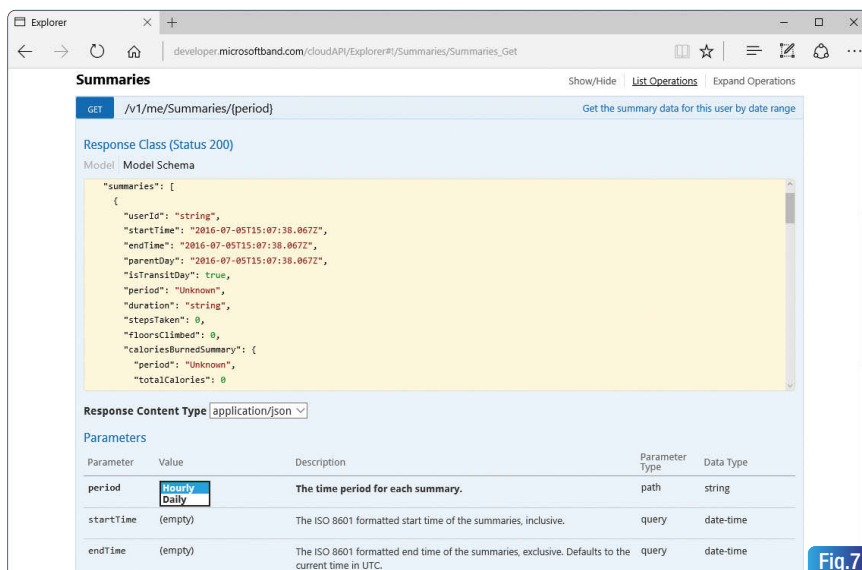 Explorer
developer.microsoftband.com/cloudAPI/Explorer#!/Summaries/Summaries_Get
Summaries
Show/Hide List Operations Expand Operations
GET /v1/me/Summaries/{period} Get the summary data for this user by date range
Response Class (Status 200)
Model Model Schema
"summaries": [
{
"userId": "string",
"startTime": "2016-07-05T15:07:38.067Z",
"endTime": "2016-07-05T15:07:38.067Z",
"parentDay": "2016-07-05T15:07:38.067Z",
"isTransitDay": true,
"period": "Unknown",
"duration": "string",
"stepsTaken": 0,
"floorsClimbed": 0,
"caloriesBurnedSummary": {
"period": "Unknown",
"totalCalories": 0
Response Content Type application/json
Parameters
Parameter Value Description Parameter Type Data Type
period Hourly The time period for each summary. path string
Daily
startTime (empty) The ISO 8601 formatted start time of the summaries, inclusive. query date-time
endTime (empty) The ISO 8601 formatted end time of the summaries, exclusive. Defaults to the query date-time
current time in UTC.
Fig.7